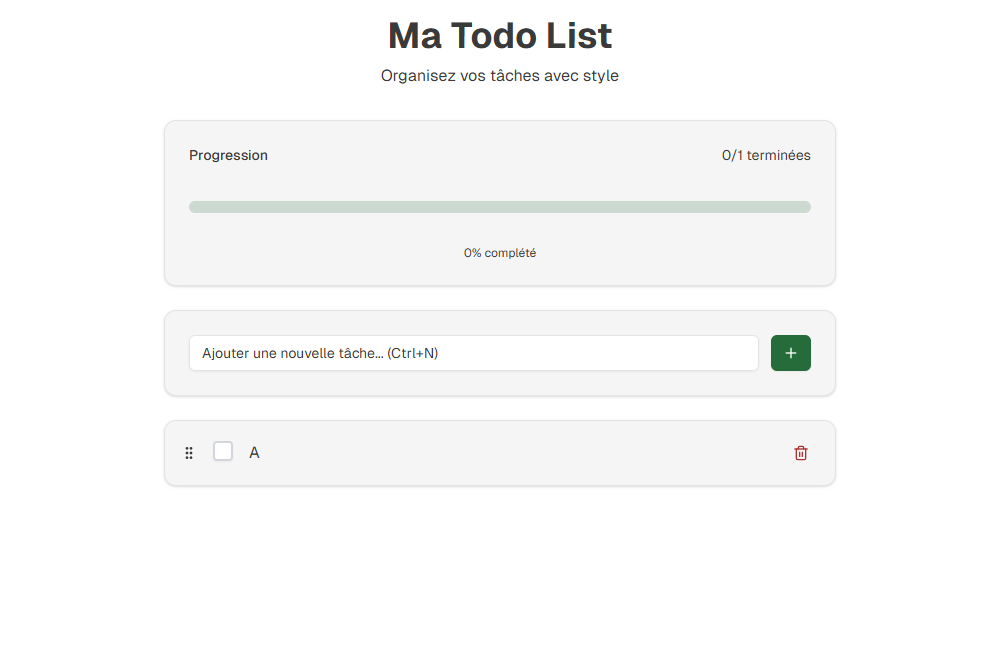 Ma Todo List
Organisez vos tâches avec style
Progression
0/1 terminées
0% complété
Ajouter une nouvelle tâche... (Ctrl+N)
A